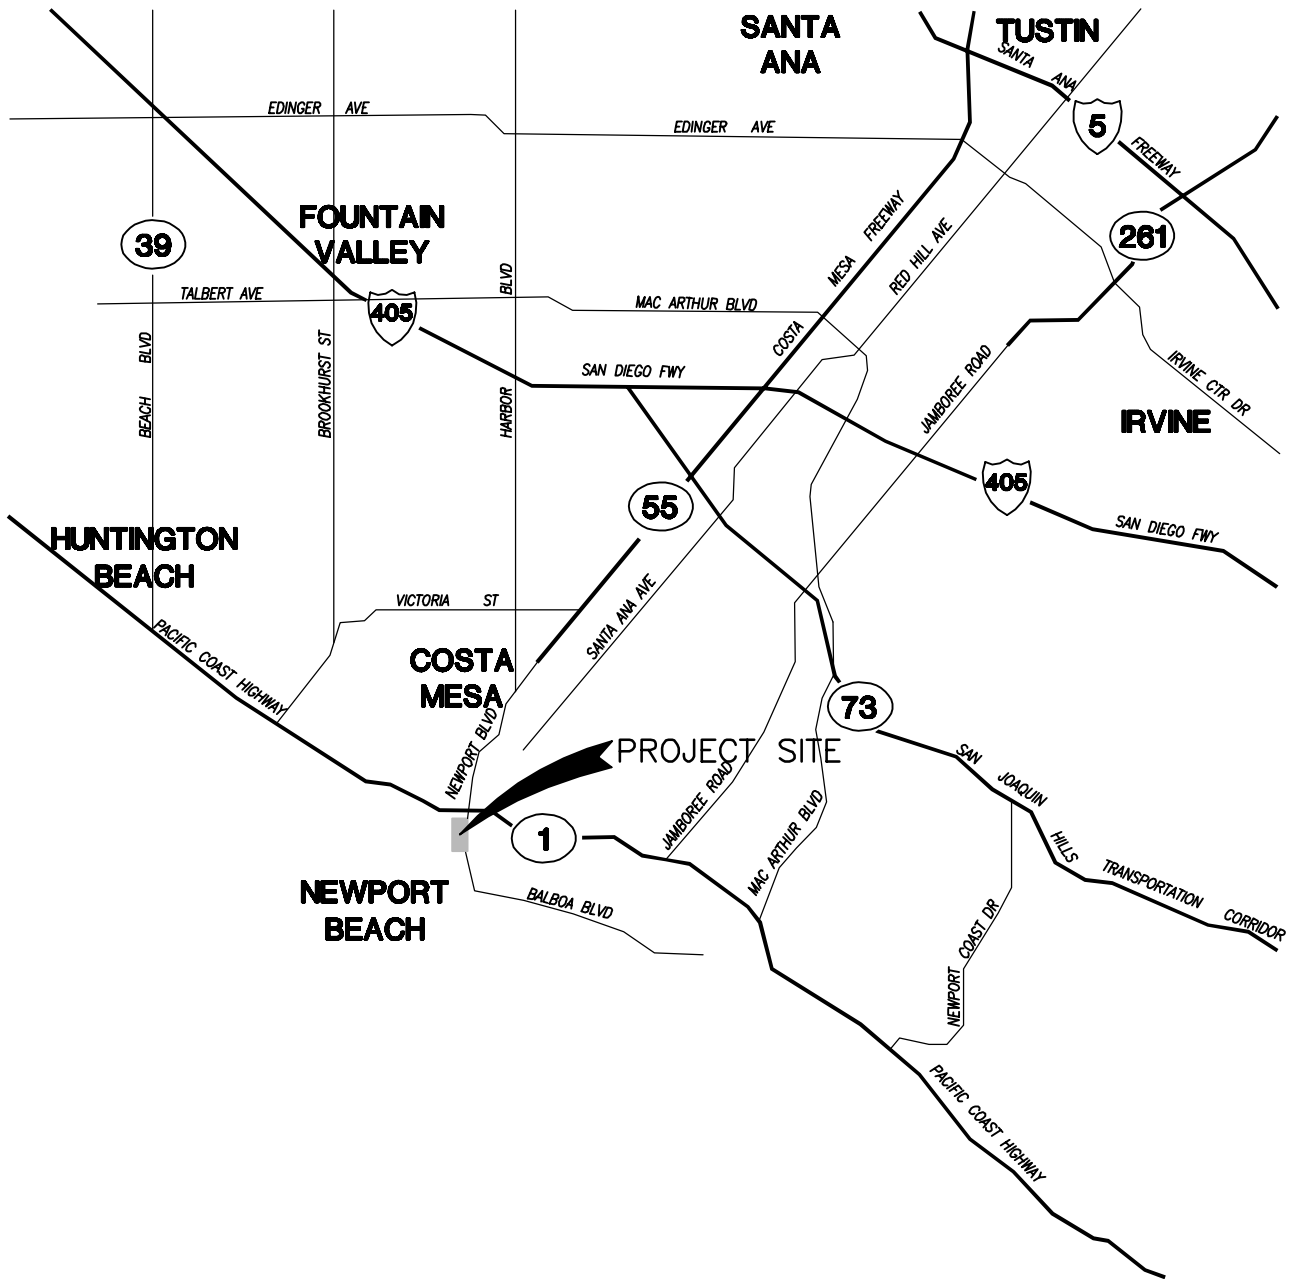 SANTA
ANA
TUSTIN
SANTA ANA
5
FREEWAY
EDINGER AVE
EDINGER AVE
FOUNTAIN
VALLEY
39
261
MESA FREEWAY
RED HILL AVE
BLVD
TALBERT AVE
405
MAC ARTHUR BLVD
COSTA
BEACH BLVD
BROOKHURST ST
HARBOR
SAN DIEGO FWY
JAMBOREE ROAD
IRVINE CTR DR
IRVINE
405
55
SAN DIEGO FWY
HUNTINGTON
BEACH
VICTORIA ST
SANTA ANA AVE
PACIFIC COAST HIGHWAY
COSTA
MESA
73
NEWPORT BLVD
PROJECT SITE
SAN JOAQUIN HILLS TRANSPORTATION CORRIDOR
JAMBOREE ROAD
MAC ARTHUR BLVD
1
NEWPORT
BEACH
BALBOA BLVD
NEWPORT COAST DR
PACIFIC COAST HIGHWAY